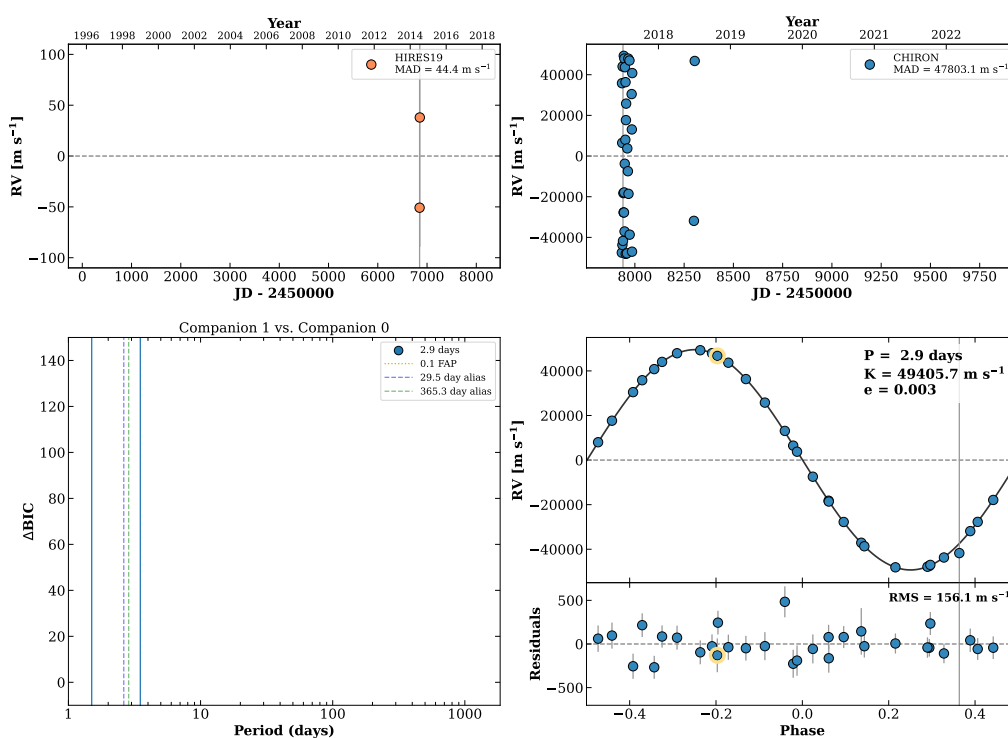 Year
1996 1998 2000 2002 2004 2006 2008 2010 2012 2014 2016 2018
HIRES19
MAD = 44.4 m s⁻¹
RV [m s⁻¹]
100
50
0
−50
−100
0 1000 2000 3000 4000 5000 6000 7000 8000
JD - 2450000
Year
2018 2019 2020 2021 2022
CHIRON
MAD = 47803.1 m s⁻¹
RV [m s⁻¹]
40000
20000
0
−20000
−40000
8000 8250 8500 8750 9000 9250 9500 9750
JD - 2450000
Companion 1 vs. Companion 0
2.9 days
0.1 FAP
29.5 day alias
365.3 day alias
ΔBIC
140
120
100
80
60
40
20
0
1 10 100 1000
Period (days)
P = 2.9 days
K = 49405.7 m s⁻¹
e = 0.003
RV [m s⁻¹]
40000
20000
0
−20000
−40000
RMS = 156.1 m s⁻¹
Residuals
500
0
−500
−0.4 −0.2 0.0 0.2 0.4
Phase